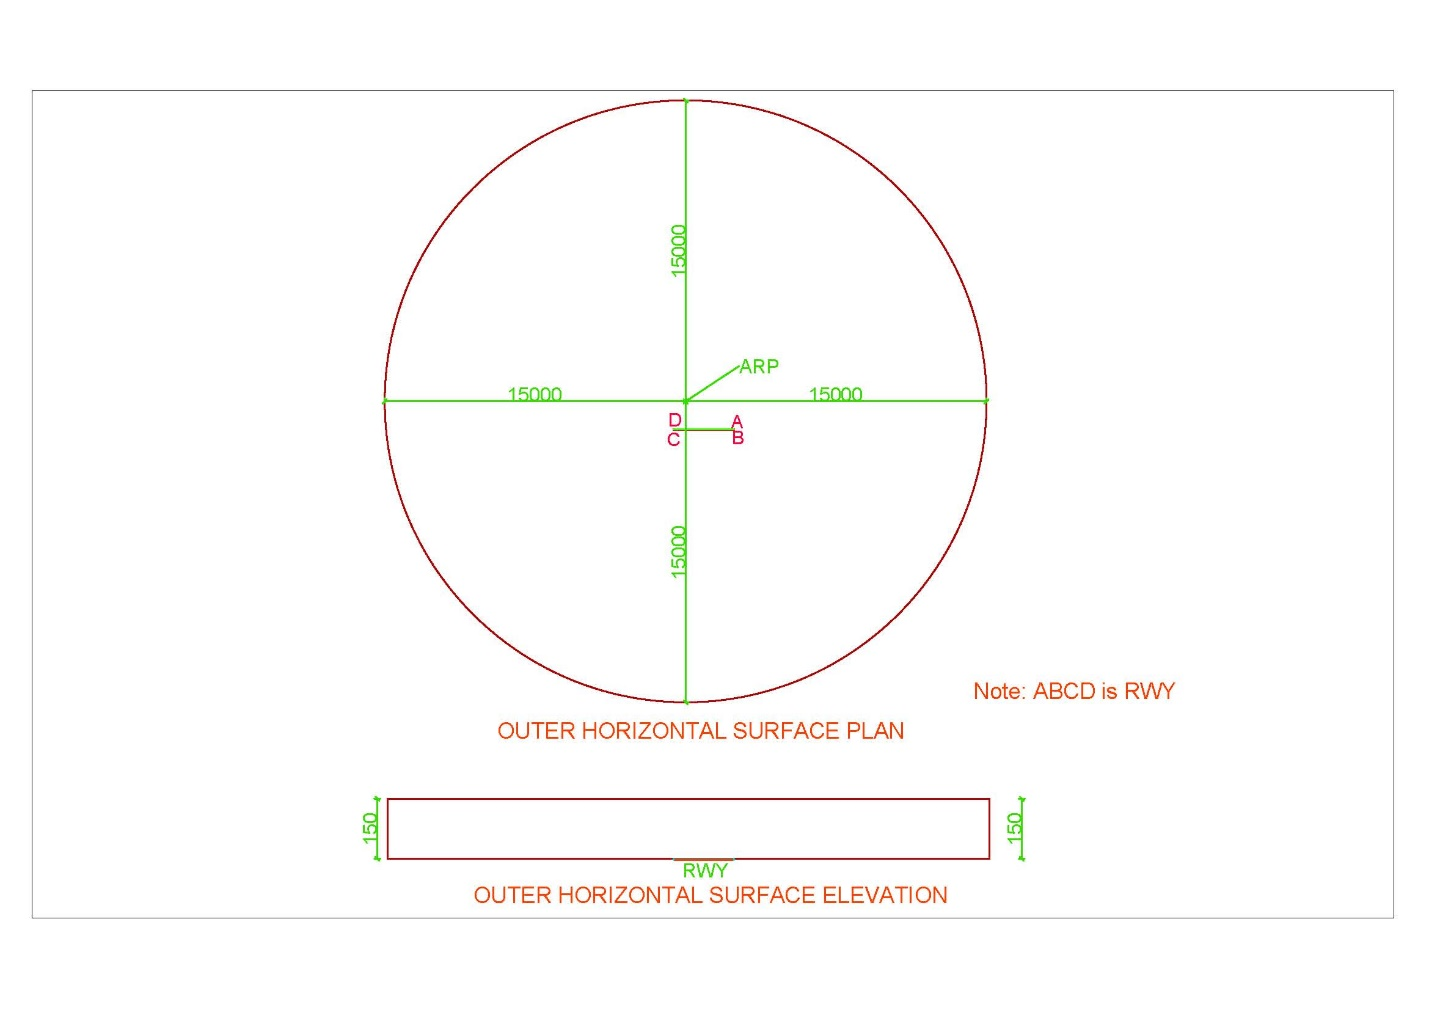 15000
ARP
15000
15000
D
A
C
B
15000
Note: ABCD is RWY
OUTER HORIZONTAL SURFACE PLAN
150
150
RWY
OUTER HORIZONTAL SURFACE ELEVATION